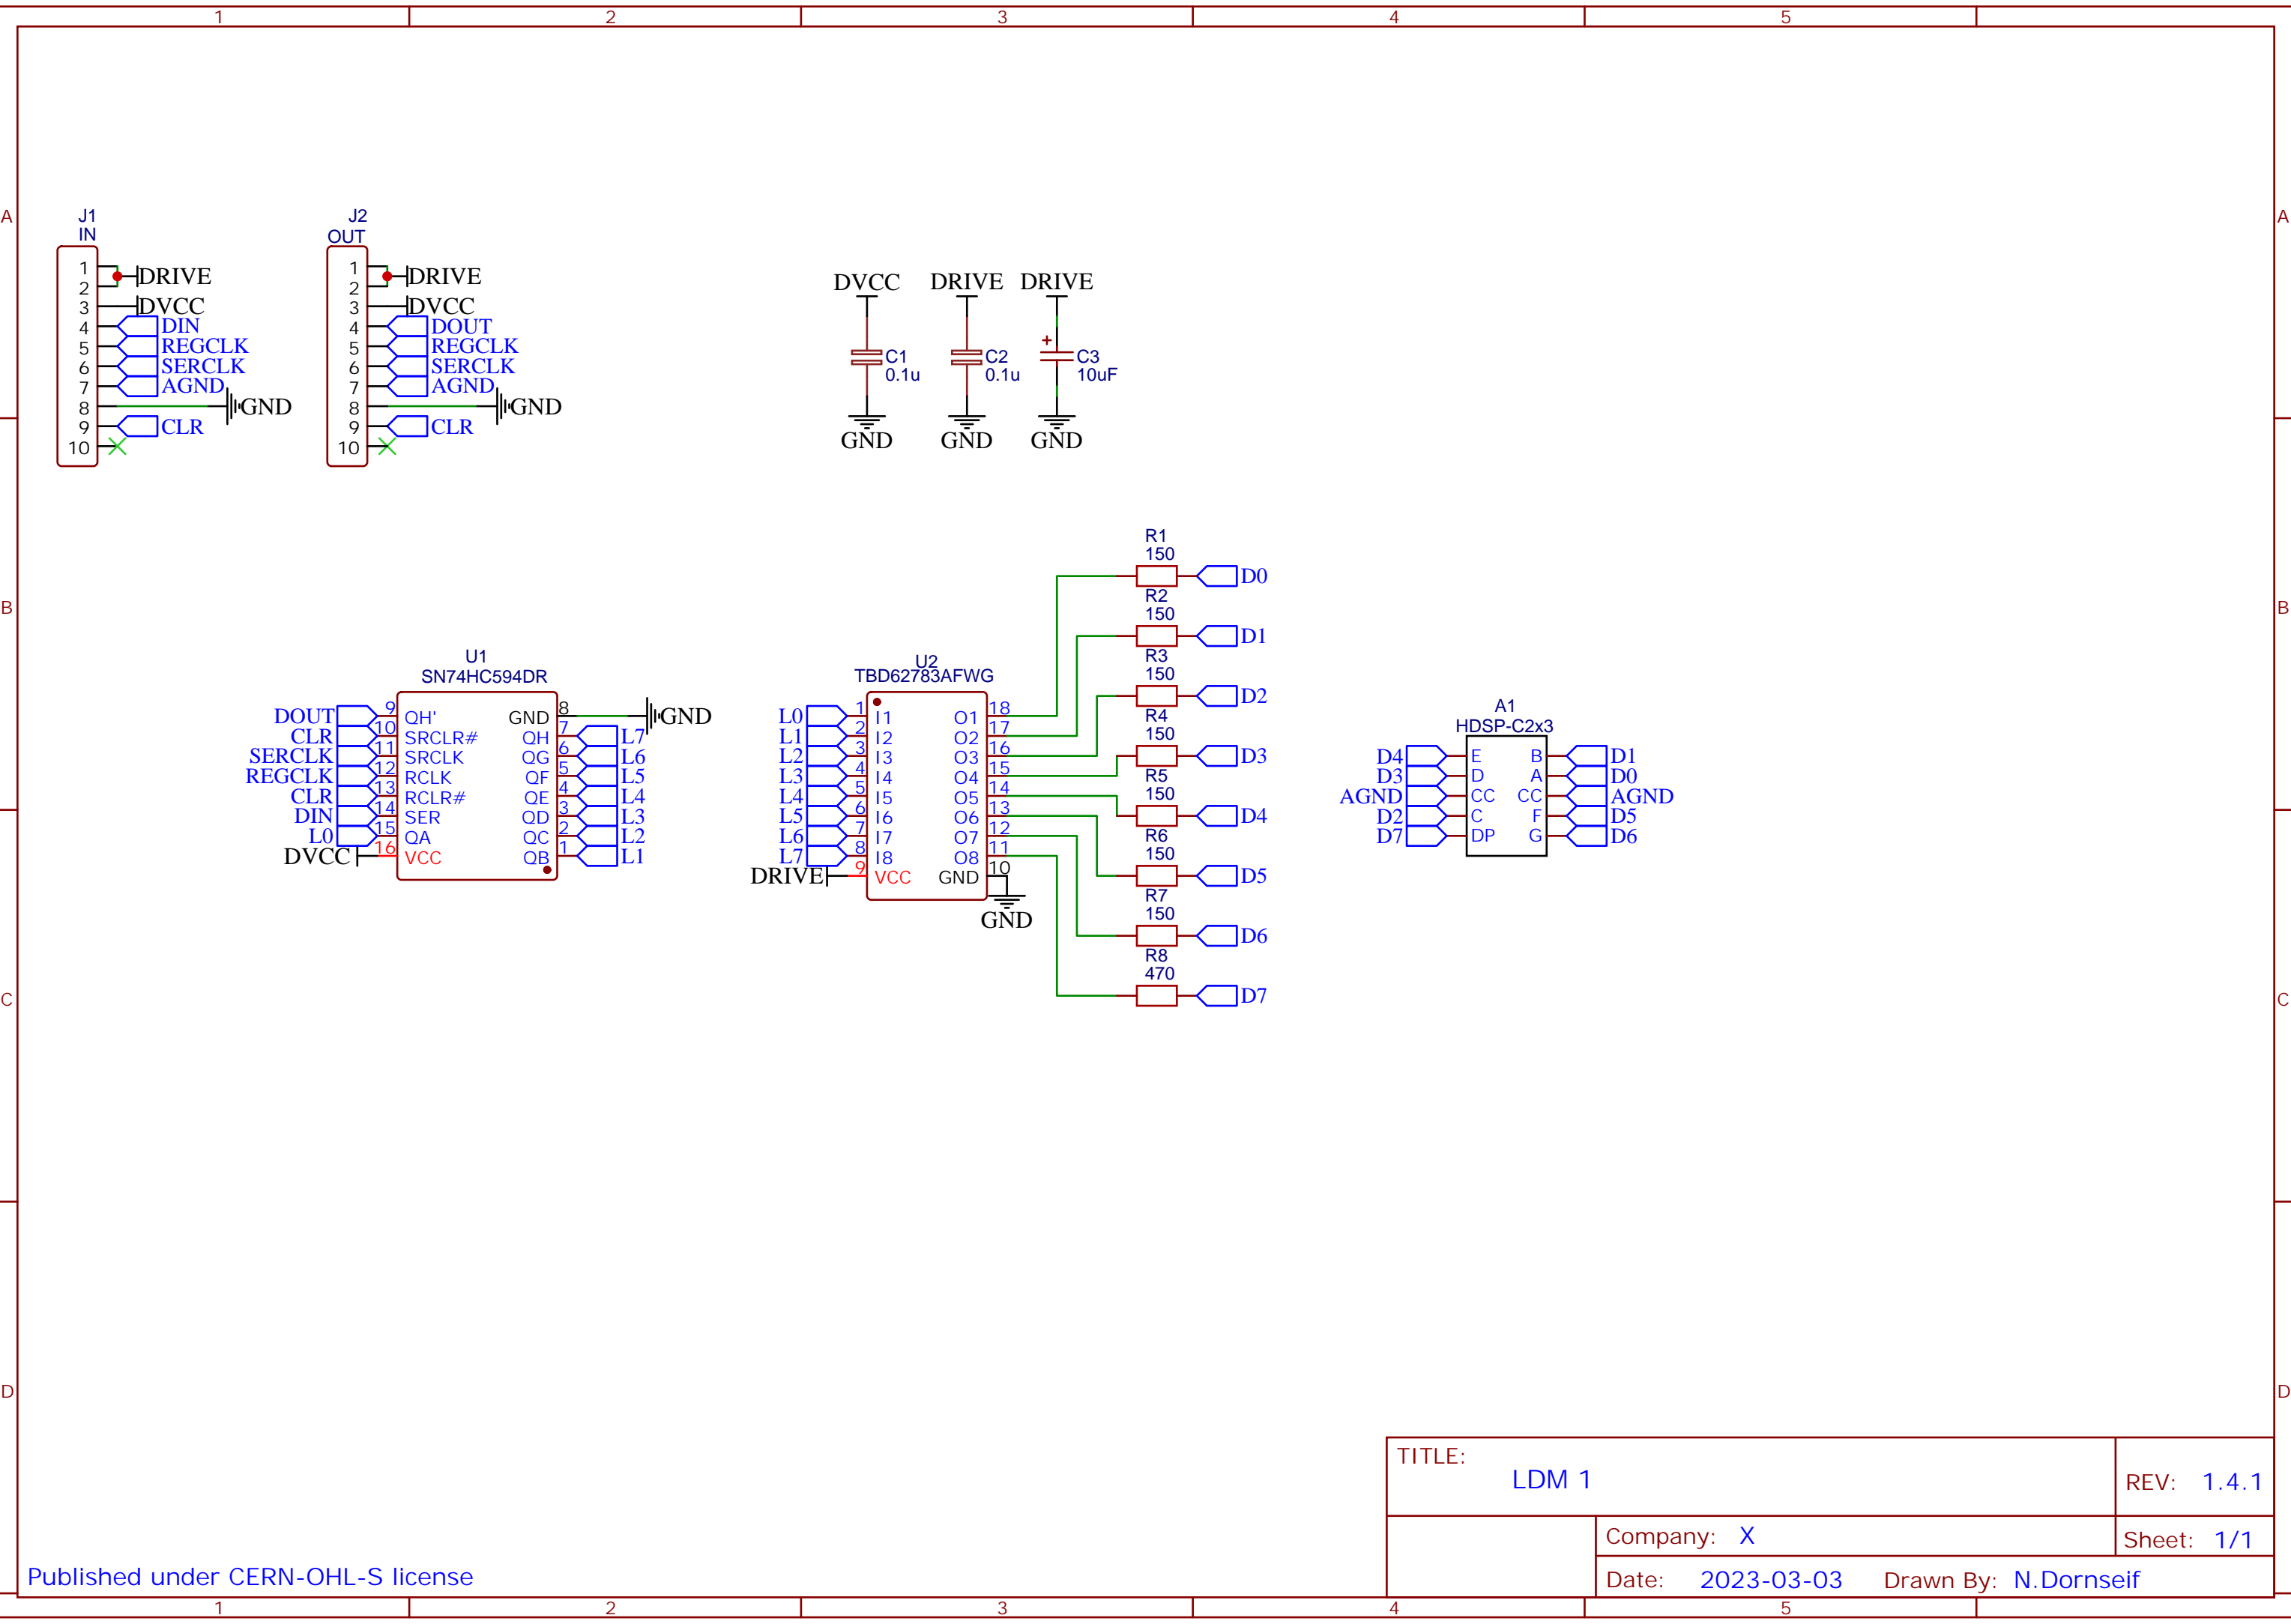 1 2 3 4 5
A A
B B
C C
D D
J1
IN
1 DRIVE
2
3 DVCC
4 DIN
5 REGCLK
6 SERCLK
7 AGND
8 GND
9 CLR
10
J2
OUT
1 DRIVE
2
3 DVCC
4 DOUT
5 REGCLK
6 SERCLK
7 AGND
8 GND
9 CLR
10
DVCC DRIVE DRIVE
+
C1 C2 C3
0.1u 0.1u 10uF
GND GND GND
U1
SN74HC594DR
DOUT 9 QH' GND 8 GND
CLR 10 SRCLR# QH 7 L7
SERCLK 11 SRCLK QG 6 L6
REGCLK 12 RCLK QF 5 L5
CLR 13 RCLR# QE 4 L4
DIN 14 SER QD 3 L3
L0 15 QA QC 2 L2
DVCC 16 VCC QB 1 L1
U2
TBD62783AFWG
L0 1 I1 O1 18
L1 2 I2 O2 17
L2 3 I3 O3 16
L3 4 I4 O4 15
L4 5 I5 O5 14
L5 6 I6 O6 13
L6 7 I7 O7 12
L7 8 I8 O8 11
DRIVE 9 VCC GND 10
GND
R1
150
D0
R2
150
D1
R3
150
D2
R4
150
D3
R5
150
D4
R6
150
D5
R7
150
D6
R8
470
D7
A1
HDSP-C2x3
D4 E B D1
D3 D A D0
AGND CC CC AGND
D2 C F D5
D7 DP G D6
TITLE:
LDM 1
REV: 1.4.1
Company: X
Sheet: 1/1
Date: 2023-03-03 Drawn By: N.Dornseif
Published under CERN-OHL-S license
1 2 3 4 5